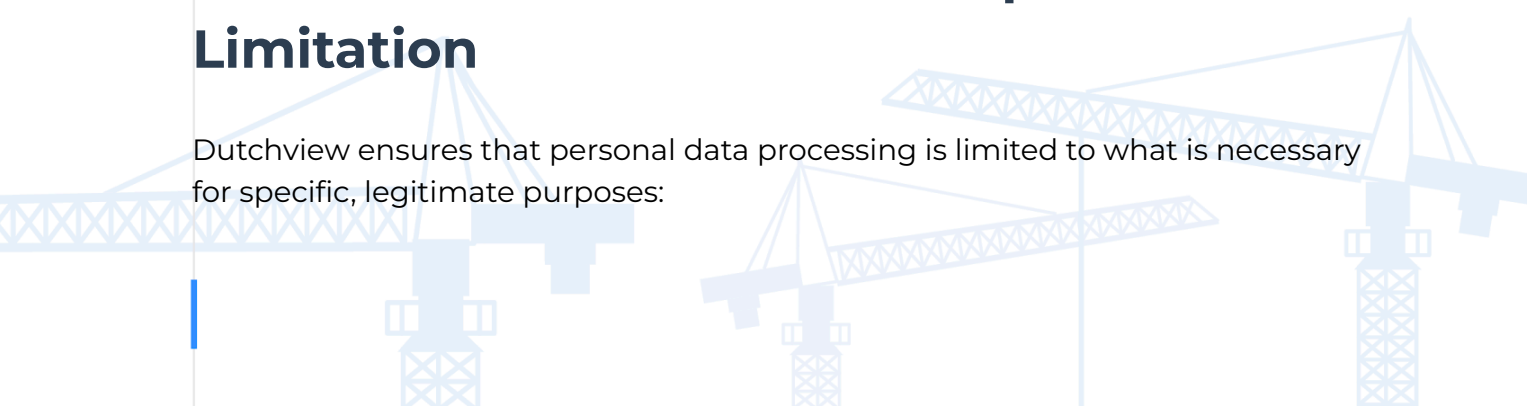 Limitation
Dutchview ensures that personal data processing is limited to what is necessary
for specific, legitimate purposes: